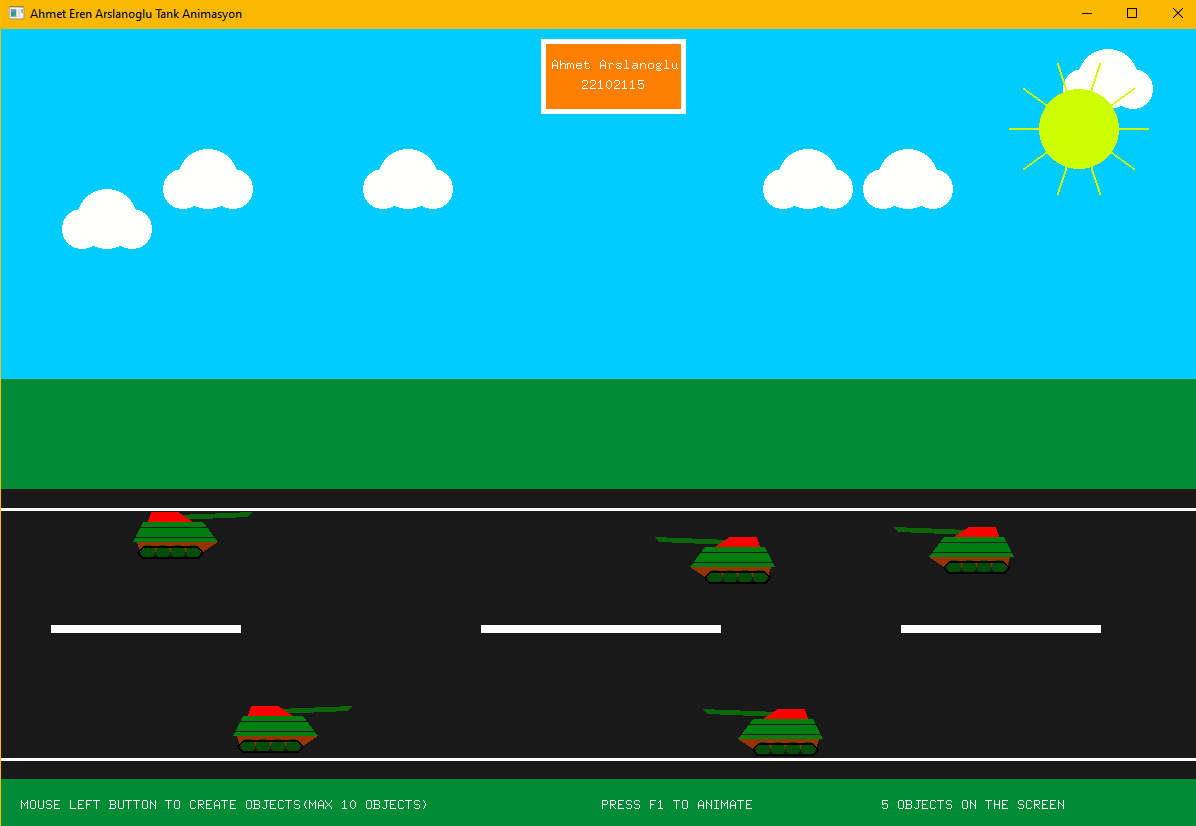 Ahmet Eren Arslanoglu Tank Animasyon
Ahmet Arslanoglu
22102115
MOUSE LEFT BUTTON TO CREATE OBJECTS(MAX 10 OBJECTS)
PRESS F1 TO ANIMATE
5 OBJECTS ON THE SCREEN